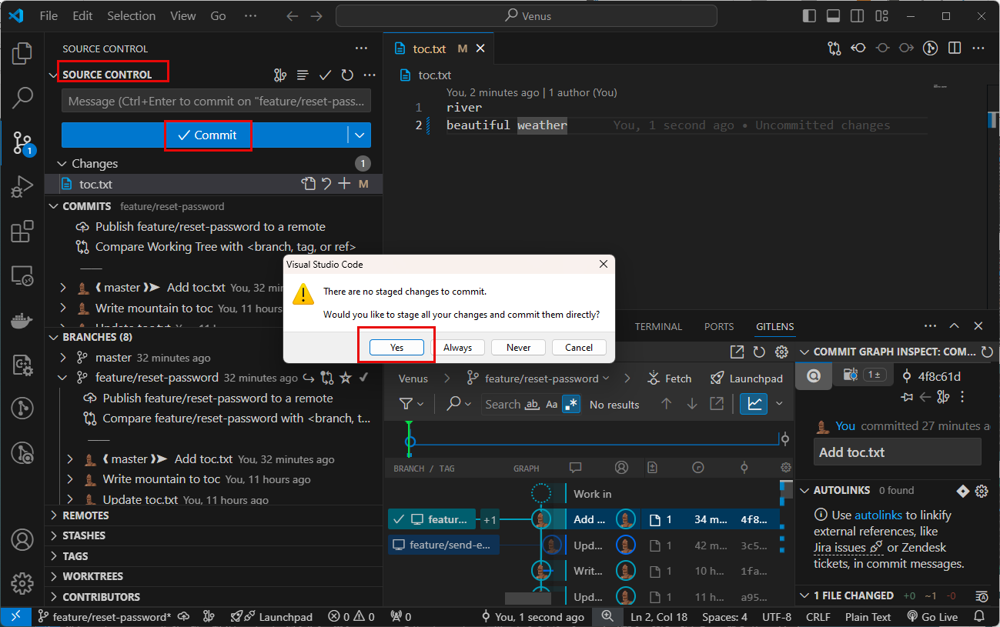 File Edit Selection View Go ··· Venus
SOURCE CONTROL
SOURCE CONTROL
Message (Ctrl+Enter to commit on "feature/reset-pass...
Commit
Changes 1
toc.txt M
COMMITS feature/reset-password
Publish feature/reset-password to a remote
Compare Working Tree with <branch, tag, or ref>
master Add toc.txt You, 32 min
Write mountain to toc You, 11 hours
Update toc.txt You, 11 h
BRANCHES (8)
master 32 minutes ago
feature/reset-password 32 minutes ago
Publish feature/reset-password to a remote
Compare feature/reset-password with <branch, t...
master Add toc.txt You, 32 minutes ago
Write mountain to toc You, 11 hours ago
Update toc.txt You, 11 hours ago
REMOTES
STASHES
TAGS
WORKTREES
CONTRIBUTORS
toc.txt M
toc.txt
You, 2 minutes ago | 1 author (You)
1 river
2 beautiful weather You, 1 second ago • Uncommitted changes
Visual Studio Code
There are no staged changes to commit.
Would you like to stage all your changes and commit them directly?
Yes Always Never Cancel
TERMINAL PORTS GITLENS
Venus feature/reset-password Fetch Launchpad
Search ab Aa .* No results
BRANCH / TAG GRAPH
Work in
featur... +1 Add ... 1 34 m... 4f8...
feature/send-e... Upd... 1 42 m... 3c5...
Writ... 1 10 h... 1fa...
Upd... 1 11 h... a95...
COMMIT GRAPH INSPECT: COM...
1 ± 4f8c61d
You committed 27 minutes a
Add toc.txt
AUTOLINKS 0 found
Use autolinks to linkify
external references, like
Jira issues or Zendesk
tickets, in commit messages.
1 FILE CHANGED +0 ~1 -0
1
feature/reset-password* Launchpad 0 0 0 You, 1 second ago Ln 2, Col 18 Spaces: 4 UTF-8 CRLF Plain Text Go Live